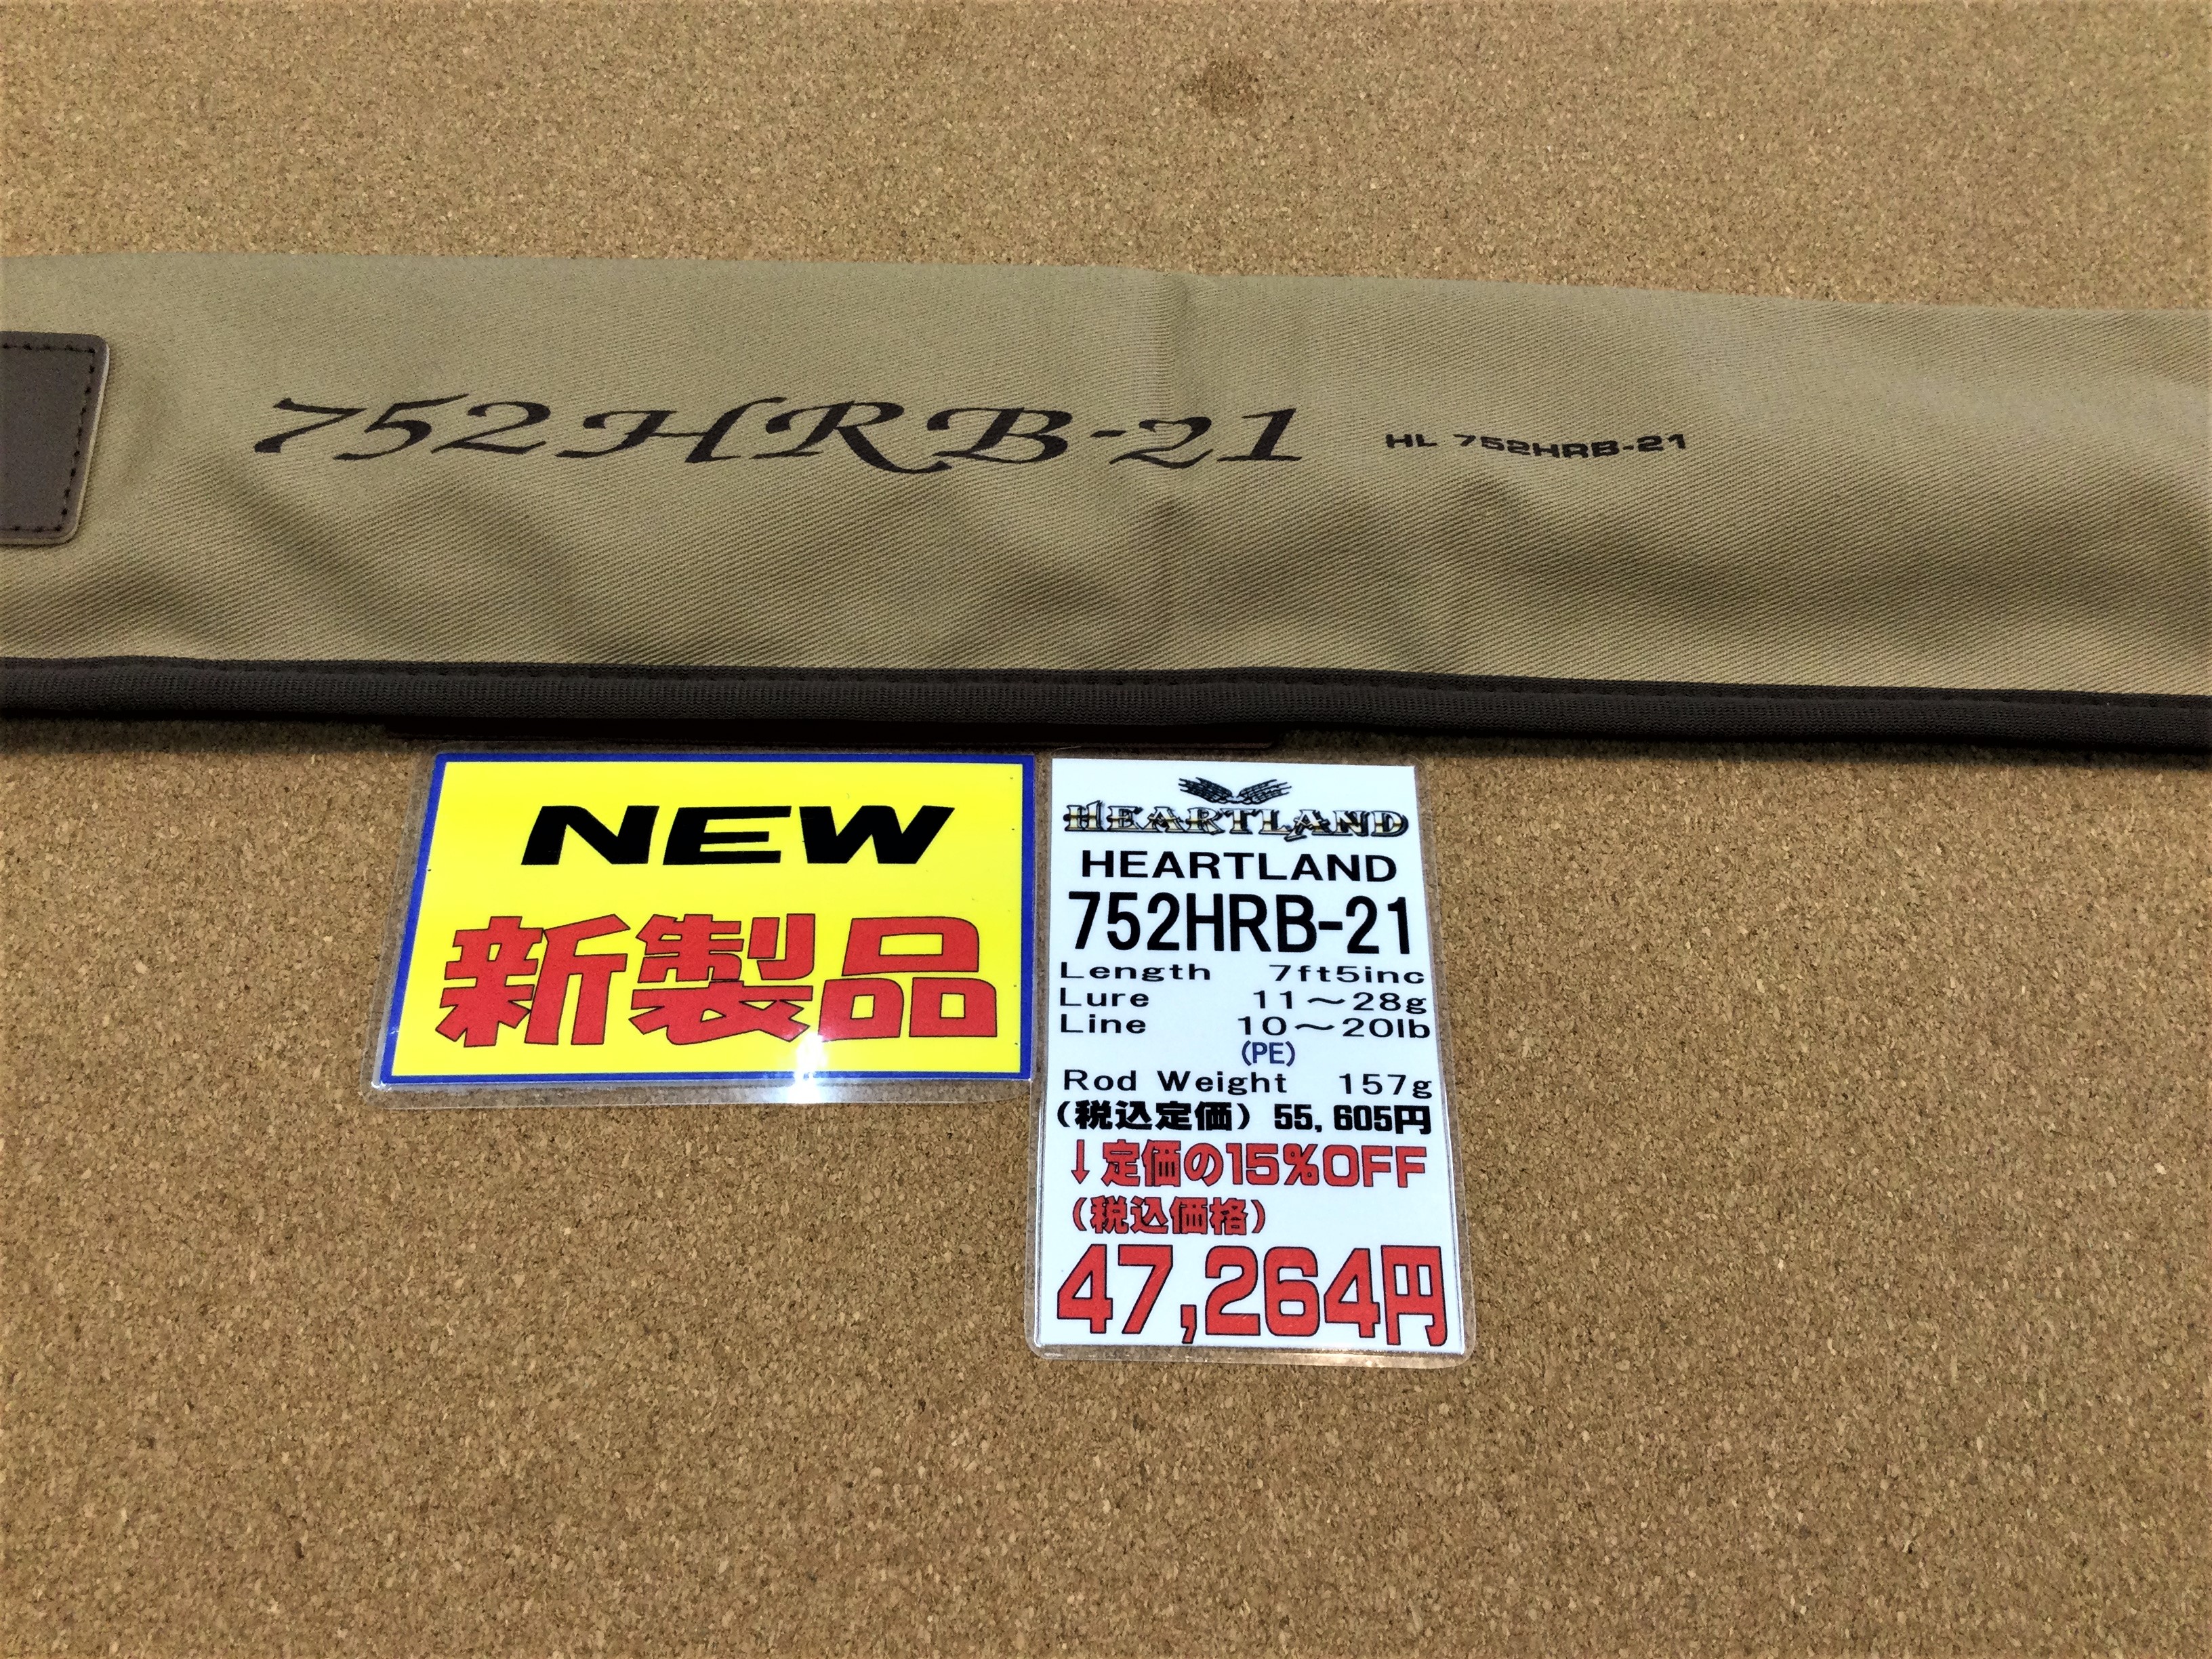 752HRB-21 HL 752HRB-21
NEW
新製品
HEARTLAND
HEARTLAND
752HRB-21
Length 7ft5inc
Lure 11～28g
Line 10～20lb
(PE)
Rod Weight 157g
(税込定価) 55,605円
↓定価の15%OFF
(税込価格)
47,264円